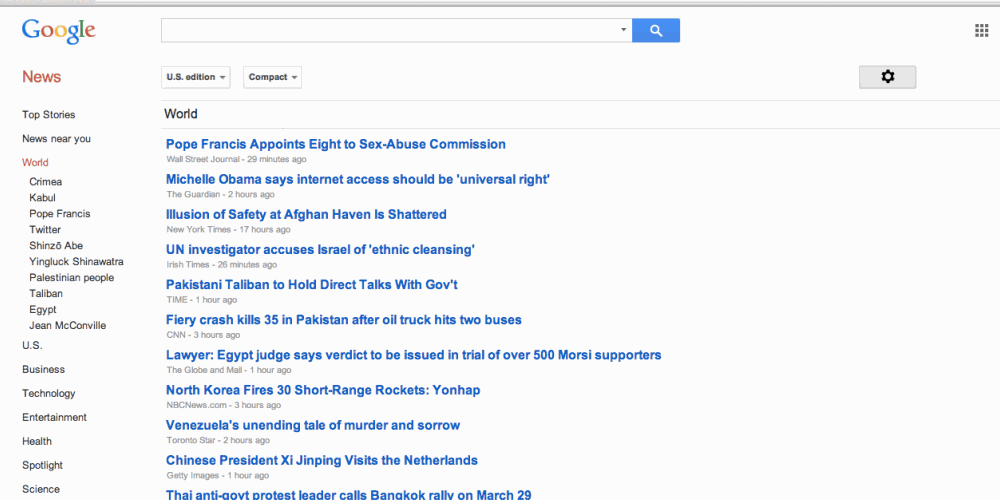 Google
News
U.S. edition
Compact
Top Stories
News near you
World
Crimea
Kabul
Pope Francis
Twitter
Shinzō Abe
Yingluck Shinawatra
Palestinian people
Taliban
Egypt
Jean McConville
U.S.
Business
Technology
Entertainment
Health
Spotlight
Science
World
Pope Francis Appoints Eight to Sex-Abuse Commission
Wall Street Journal - 29 minutes ago
Michelle Obama says internet access should be 'universal right'
The Guardian - 2 hours ago
Illusion of Safety at Afghan Haven Is Shattered
New York Times - 17 hours ago
UN investigator accuses Israel of 'ethnic cleansing'
Irish Times - 26 minutes ago
Pakistani Taliban to Hold Direct Talks With Gov't
TIME - 1 hour ago
Fiery crash kills 35 in Pakistan after oil truck hits two buses
CNN - 3 hours ago
Lawyer: Egypt judge says verdict to be issued in trial of over 500 Morsi supporters
The Globe and Mail - 1 hour ago
North Korea Fires 30 Short-Range Rockets: Yonhap
NBCNews.com - 3 hours ago
Venezuela's unending tale of murder and sorrow
Toronto Star - 2 hours ago
Chinese President Xi Jinping Visits the Netherlands
Getty Images - 1 hour ago
Thai anti-govt protest leader calls Bangkok rally on March 29